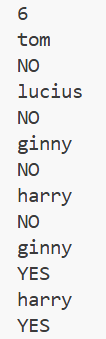 6
tom
NO
lucius
NO
ginny
NO
harry
NO
ginny
YES
harry
YES